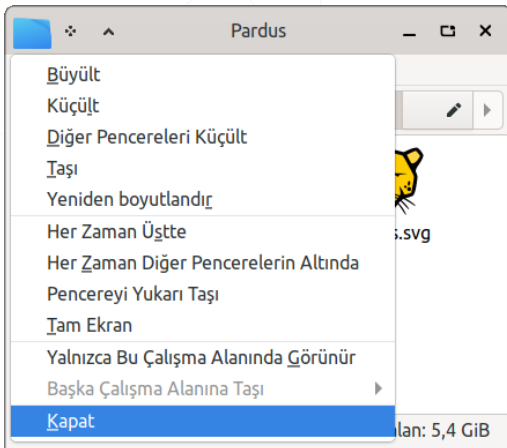 Pardus
Büyült
Küçült
Diğer Pencereleri Küçült
Taşı
Yeniden boyutlandır
s.svg
Her Zaman Üstte
Her Zaman Diğer Pencerelerin Altında
Pencereyi Yukarı Taşı
Tam Ekran
Yalnızca Bu Çalışma Alanında Görünür
Başka Çalışma Alanına Taşı
Kapat
lan: 5,4 GiB